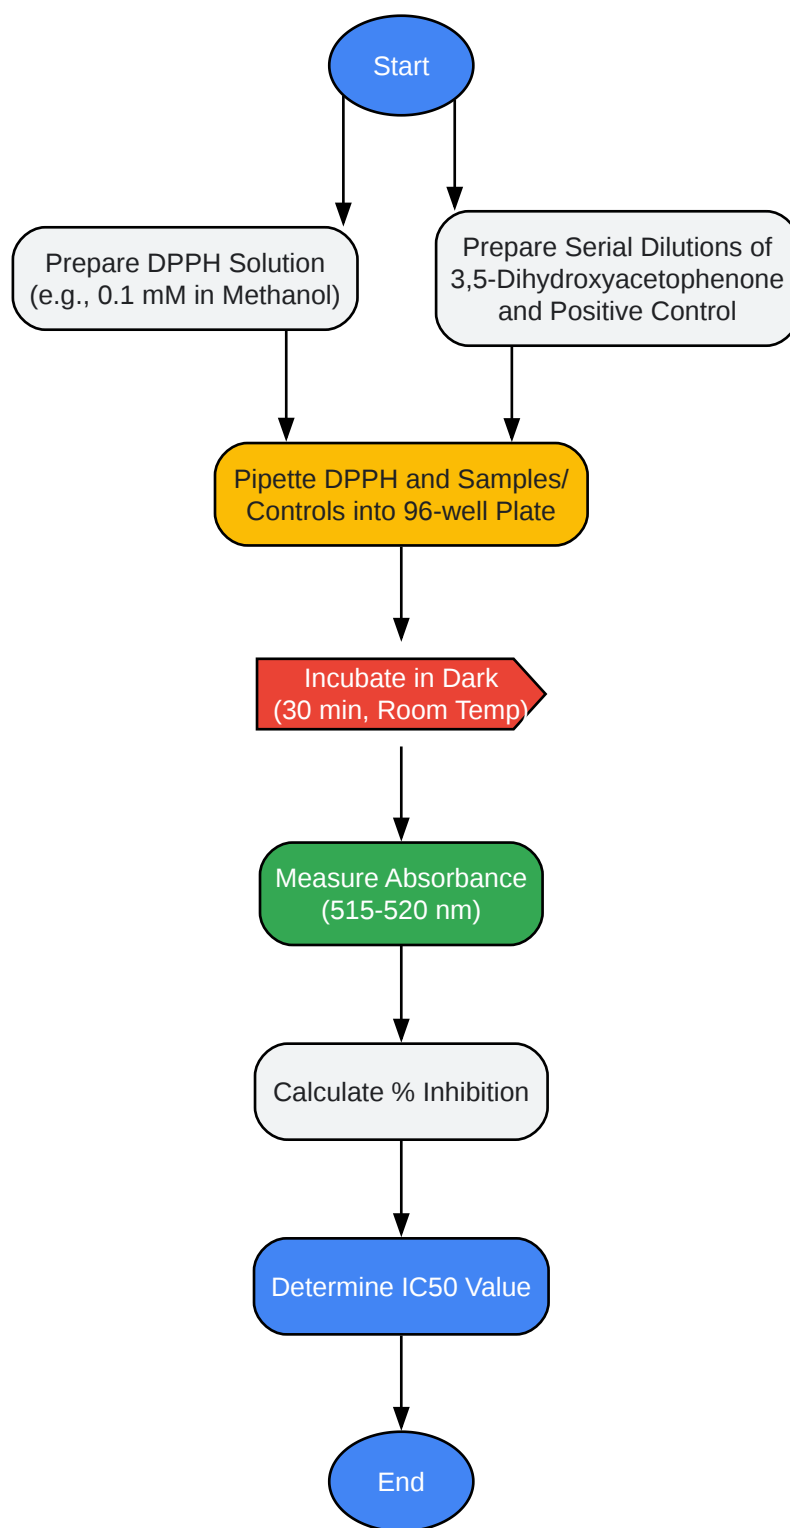 Start
Prepare DPPH Solution
(e.g., 0.1 mM in Methanol)
Prepare Serial Dilutions of
3,5-Dihydroxyacetophenone
and Positive Control
Pipette DPPH and Samples/
Controls into 96-well Plate
Incubate in Dark
(30 min, Room Temp)
Measure Absorbance
(515-520 nm)
Calculate % Inhibition
Determine IC50 Value
End